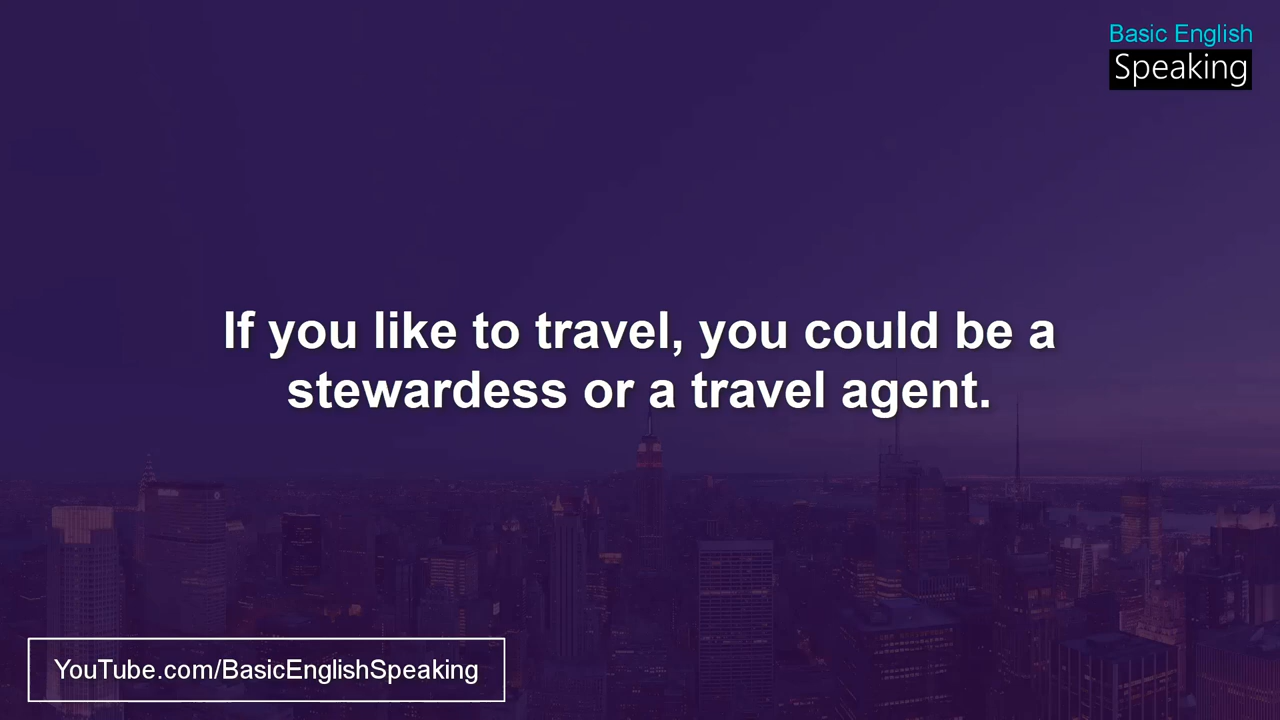 Basic English
Speaking
If you like to travel, you could be a
stewardess or a travel agent.
YouTube.com/BasicEnglishSpeaking